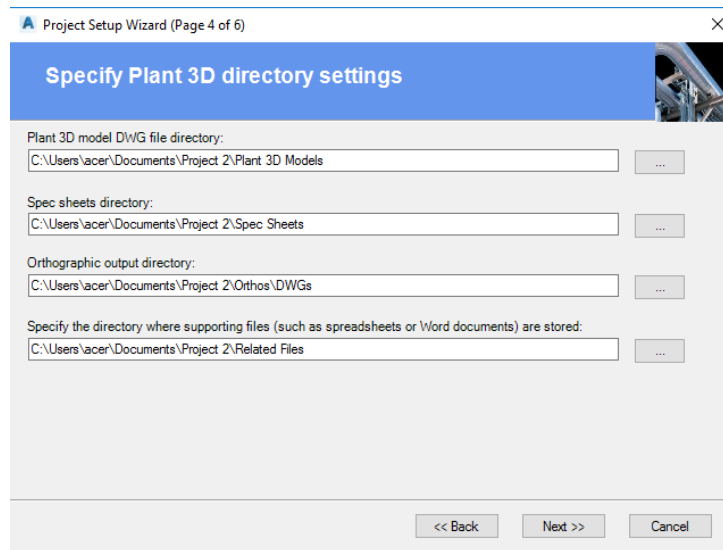 Project Setup Wizard (Page 4 of 6)
Specify Plant 3D directory settings
Plant 3D model DWG file directory:
C:\Users\acer\Documents\Project 2\Plant 3D Models
...
Spec sheets directory:
C:\Users\acer\Documents\Project 2\Spec Sheets
...
Orthographic output directory:
C:\Users\acer\Documents\Project 2\Orthos\DWGs
...
Specify the directory where supporting files (such as spreadsheets or Word documents) are stored:
C:\Users\acer\Documents\Project 2\Related Files
...
<< Back Next >> Cancel